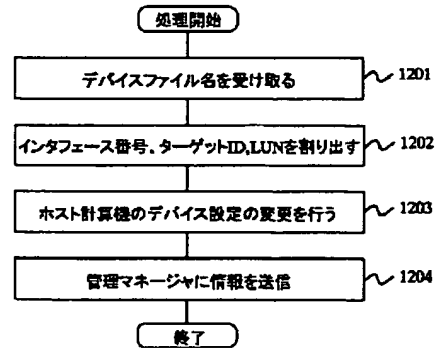 処理開始
デバイスファイル名を受け取る
1201
インタフェース番号、ターゲットID,LUNを割り出す
1202
ホスト計算機のデバイス設定の変更を行う
1203
管理マネージャに情報を送信
1204
終了